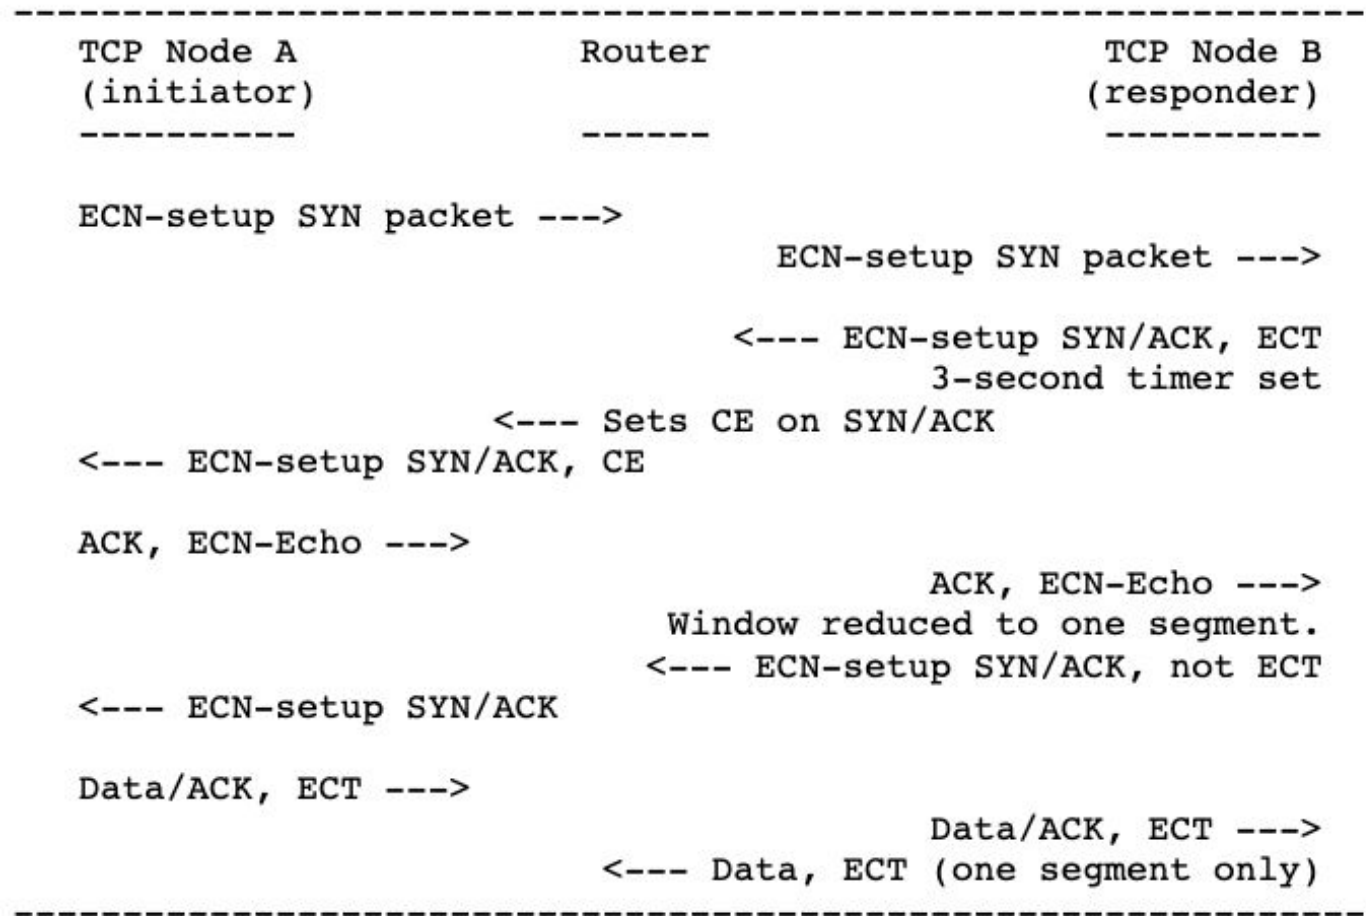 ---------------------------------------------------------------
TCP Node A             Router                  TCP Node B
(initiator)                                   (responder)
----------             ------                  ----------
ECN-setup SYN packet --->
ECN-setup SYN packet --->
<--- ECN-setup SYN/ACK, ECT
3-second timer set
<--- Sets CE on SYN/ACK
<--- ECN-setup SYN/ACK, CE
ACK, ECN-Echo --->
ACK, ECN-Echo --->
Window reduced to one segment.
<--- ECN-setup SYN/ACK, not ECT
<--- ECN-setup SYN/ACK
Data/ACK, ECT --->
Data/ACK, ECT --->
<--- Data, ECT (one segment only)
---------------------------------------------------------------